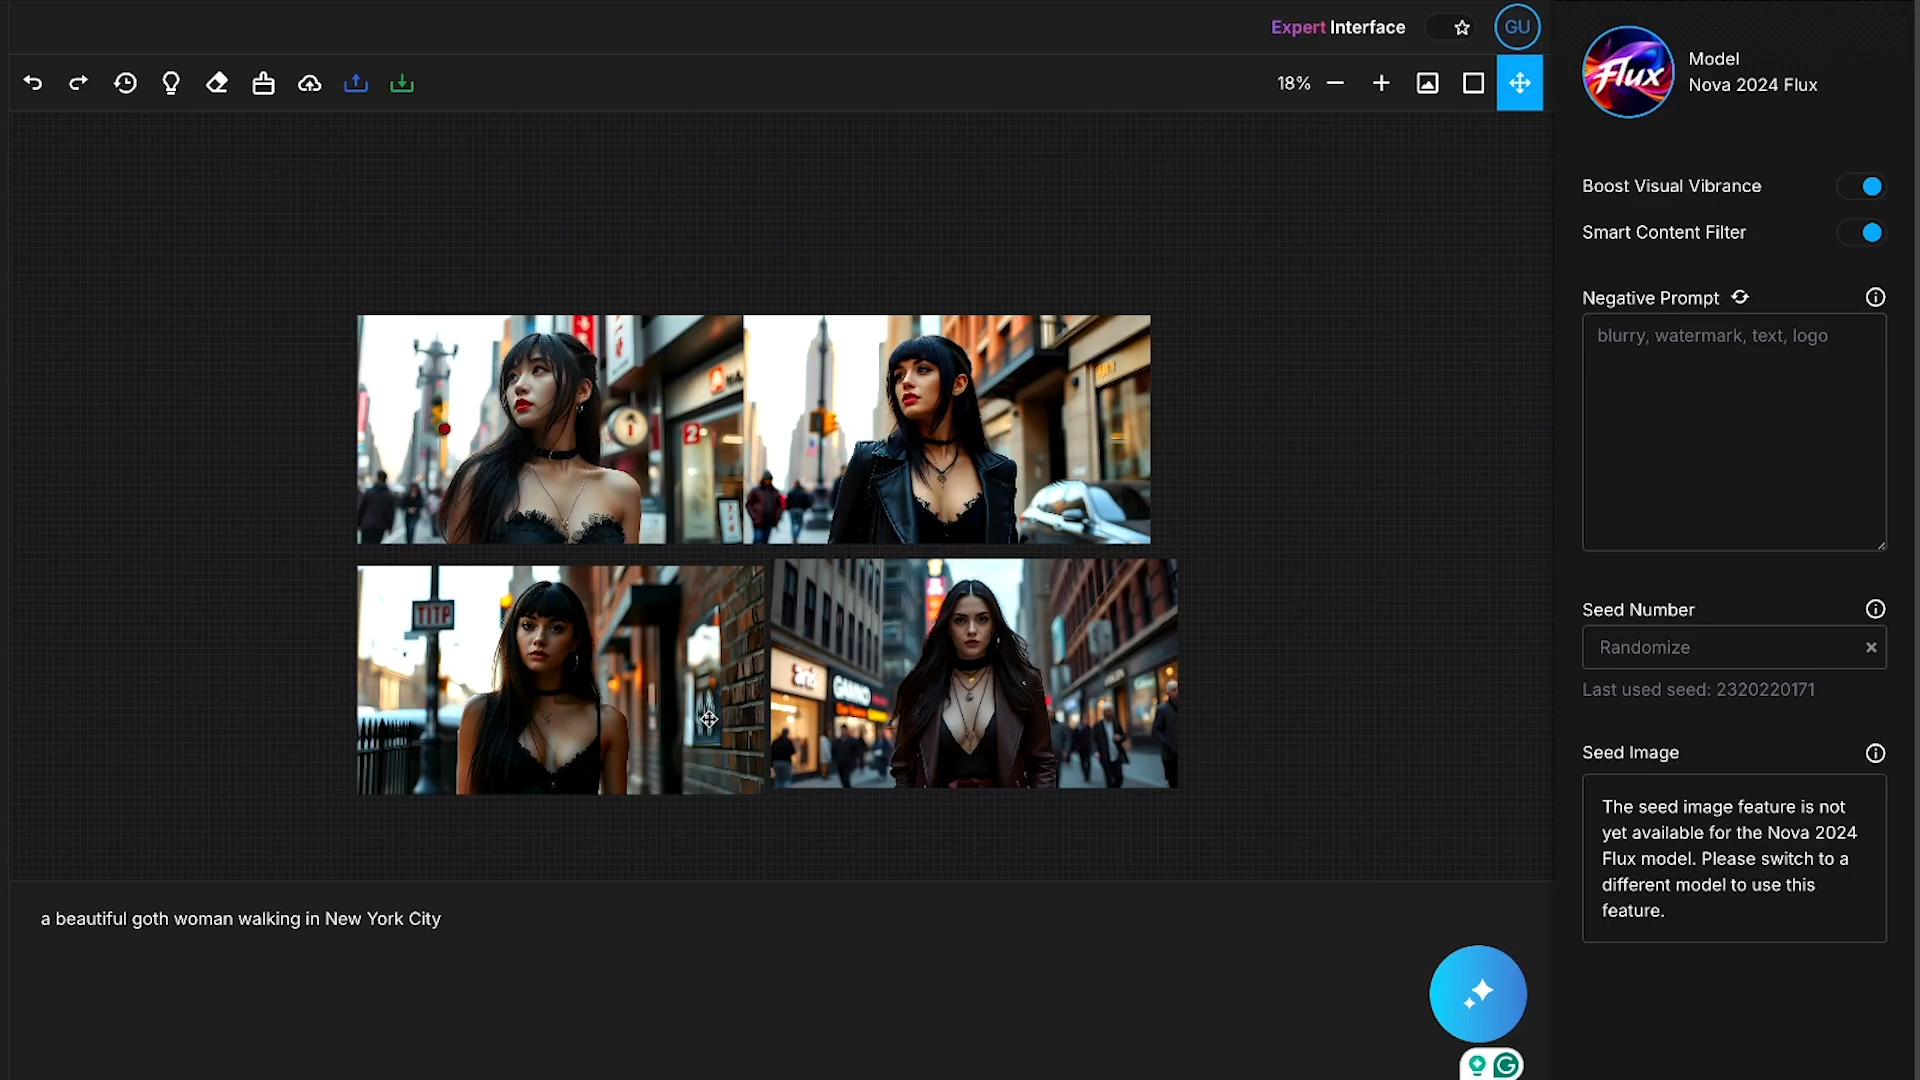 Expert Interface
GU
18%
Flux
Model
Nova 2024 Flux
Boost Visual Vibrance
Smart Content Filter
Negative Prompt
blurry, watermark, text, logo
2
TITP
Seed Number
Randomize
Last used seed: 2320220171
Seed Image
The seed image feature is not
yet available for the Nova 2024
Flux model. Please switch to a
different model to use this
feature.
a beautiful goth woman walking in New York City